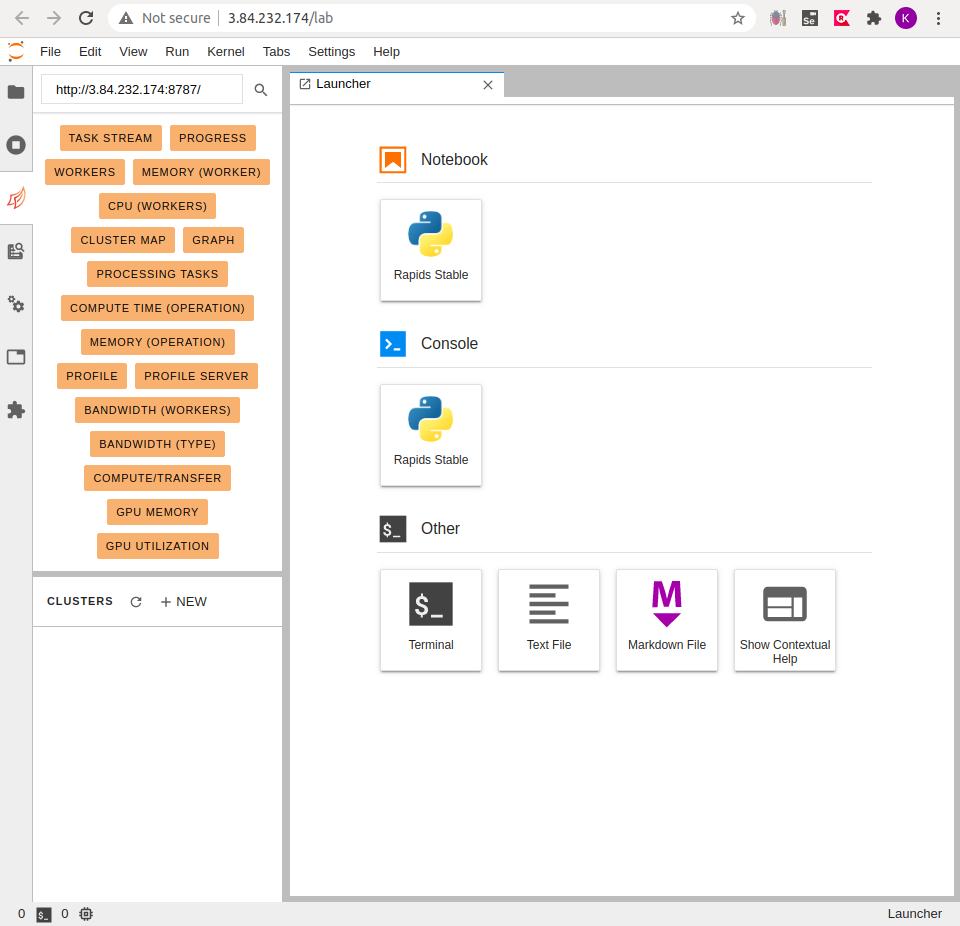 Not secure 3.84.232.174/lab
Se
K
File Edit View Run Kernel Tabs Settings Help
http://3.84.232.174:8787/
Launcher
TASK STREAM PROGRESS
WORKERS MEMORY (WORKER)
CPU (WORKERS)
CLUSTER MAP GRAPH
PROCESSING TASKS
COMPUTE TIME (OPERATION)
MEMORY (OPERATION)
PROFILE PROFILE SERVER
BANDWIDTH (WORKERS)
BANDWIDTH (TYPE)
COMPUTE/TRANSFER
GPU MEMORY
GPU UTILIZATION
CLUSTERS + NEW
Notebook
Rapids Stable
Console
Rapids Stable
$_ Other
$_
Terminal
Text File
M
Markdown File
Show Contextual
Help
0 $_ 0 Launcher